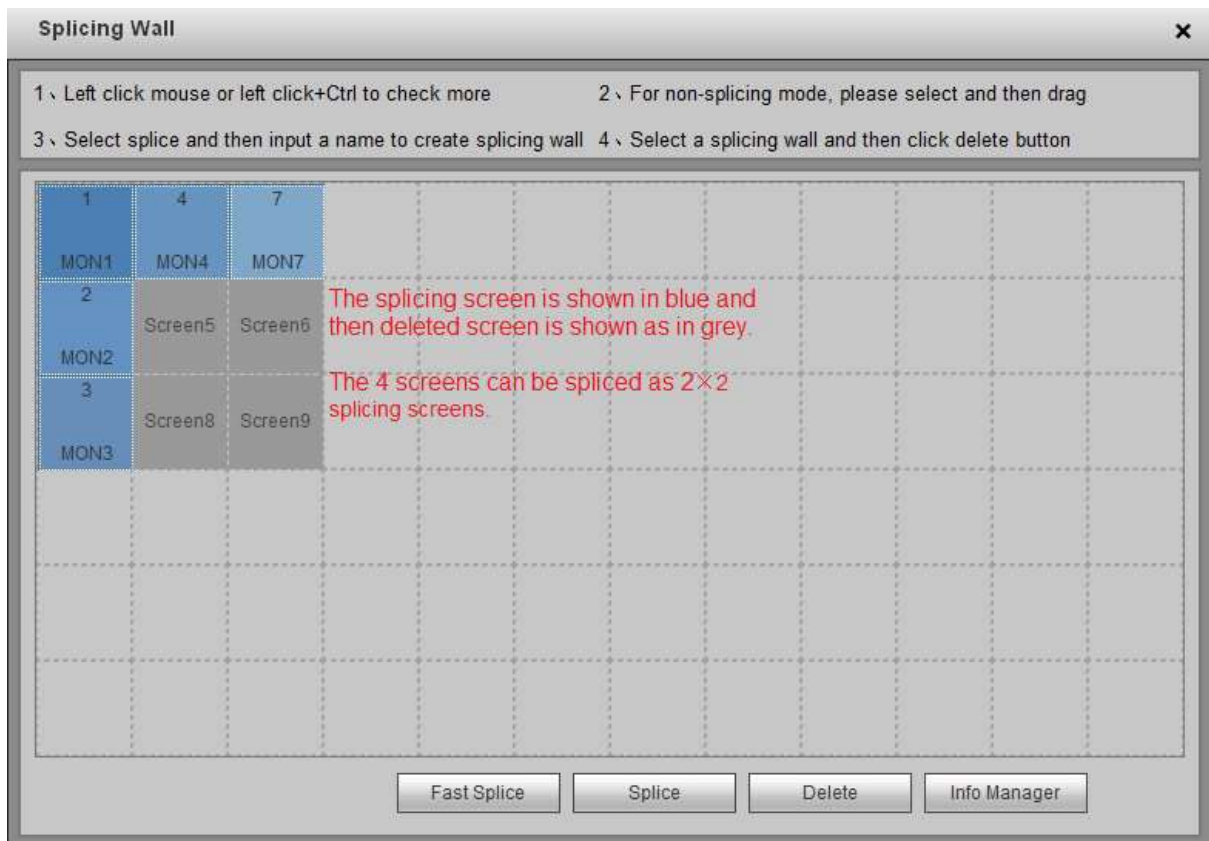 Splicing Wall
1、Left click mouse or left click+Ctrl to check more
2、For non-splicing mode, please select and then drag
3、Select splice and then input a name to create splicing wall
4、Select a splicing wall and then click delete button
1
4
7
MON1
MON4
MON7
2
MON2
Screen5
Screen6
The splicing screen is shown in blue and
then deleted screen is shown as in grey.
3
MON3
Screen8
Screen9
The 4 screens can be spliced as 2×2
splicing screens.
Fast Splice
Splice
Delete
Info Manager